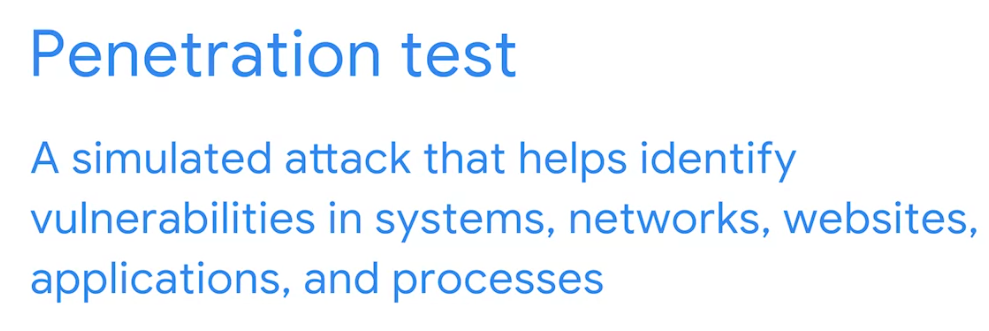 Penetration test
A simulated attack that helps identify
vulnerabilities in systems, networks, websites,
applications, and processes